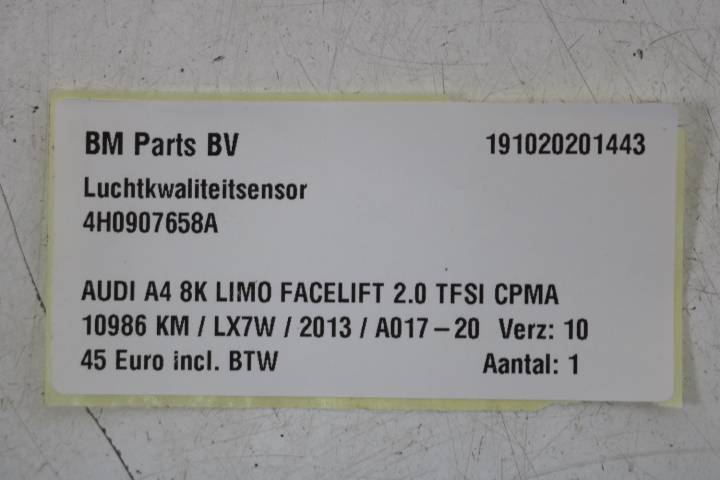 BM Parts BV 191020201443
Luchtkwaliteitsensor
4H0907658A
AUDI A4 8K LIMO FACELIFT 2.0 TFSI CPMA
10986 KM / LX7W / 2013 / A017-20 Verz: 10
45 Euro incl. BTW Aantal: 1